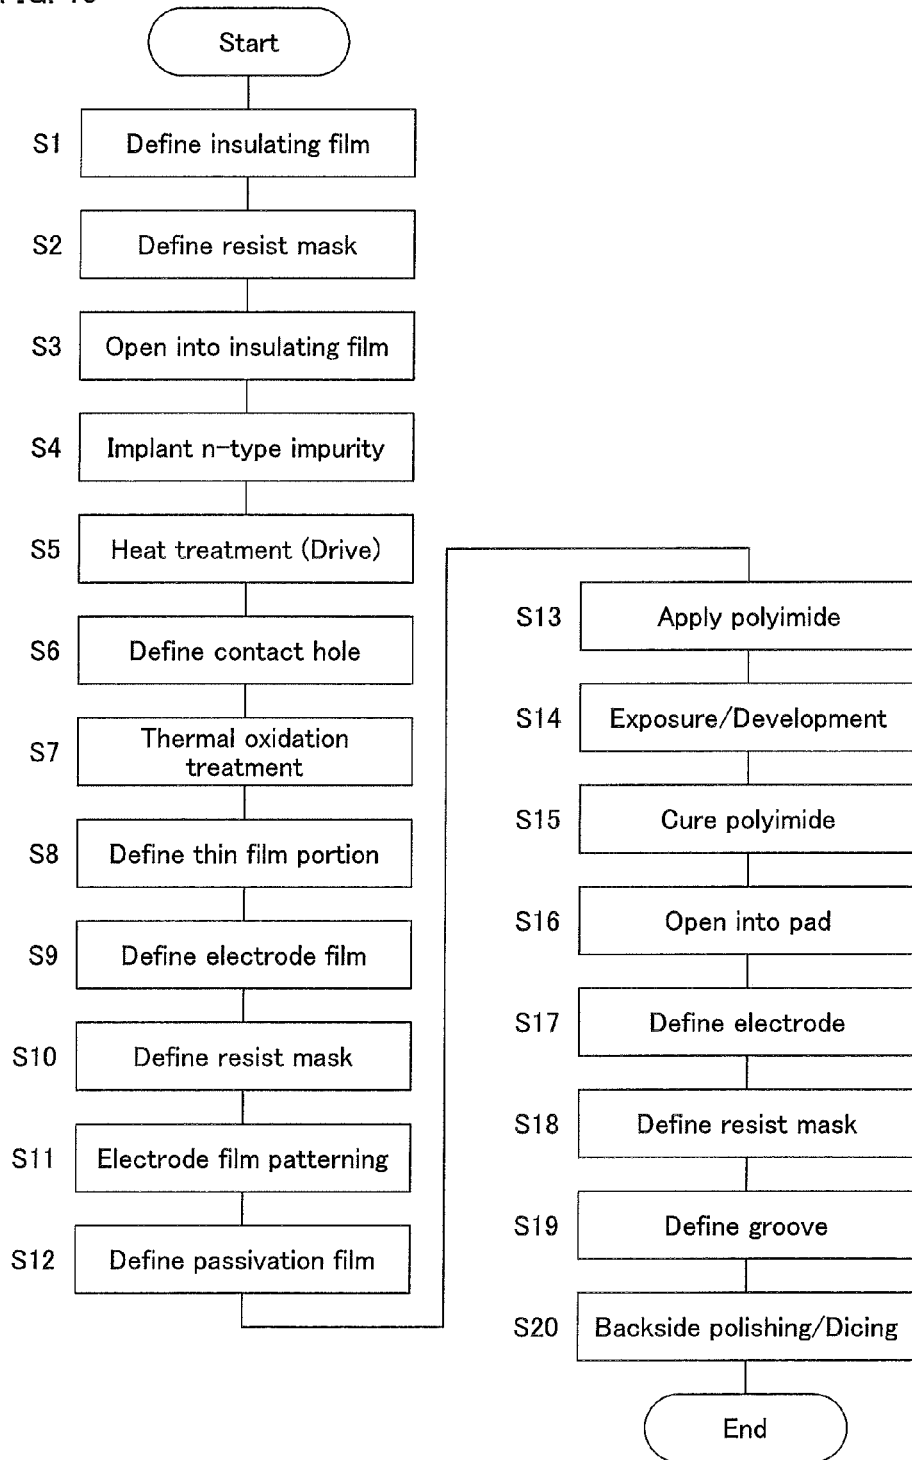 Start
S1 Define insulating film
S2 Define resist mask
S3 Open into insulating film
S4 Implant n-type impurity
S5 Heat treatment (Drive)
S6 Define contact hole
S7 Thermal oxidation
treatment
S8 Define thin film portion
S9 Define electrode film
S10 Define resist mask
S11 Electrode film patterning
S12 Define passivation film
S13 Apply polyimide
S14 Exposure/Development
S15 Cure polyimide
S16 Open into pad
S17 Define electrode
S18 Define resist mask
S19 Define groove
S20 Backside polishing/Dicing
End